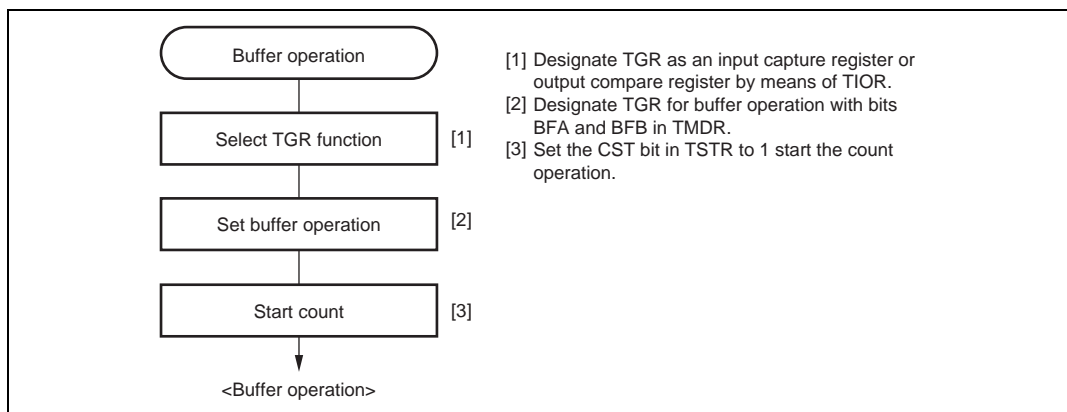 Buffer operation
Select TGR function
[1]
Set buffer operation
[2]
Start count
[3]
<Buffer operation>
[1] Designate TGR as an input capture register or
output compare register by means of TIOR.
[2] Designate TGR for buffer operation with bits
BFA and BFB in TMDR.
[3] Set the CST bit in TSTR to 1 start the count
operation.